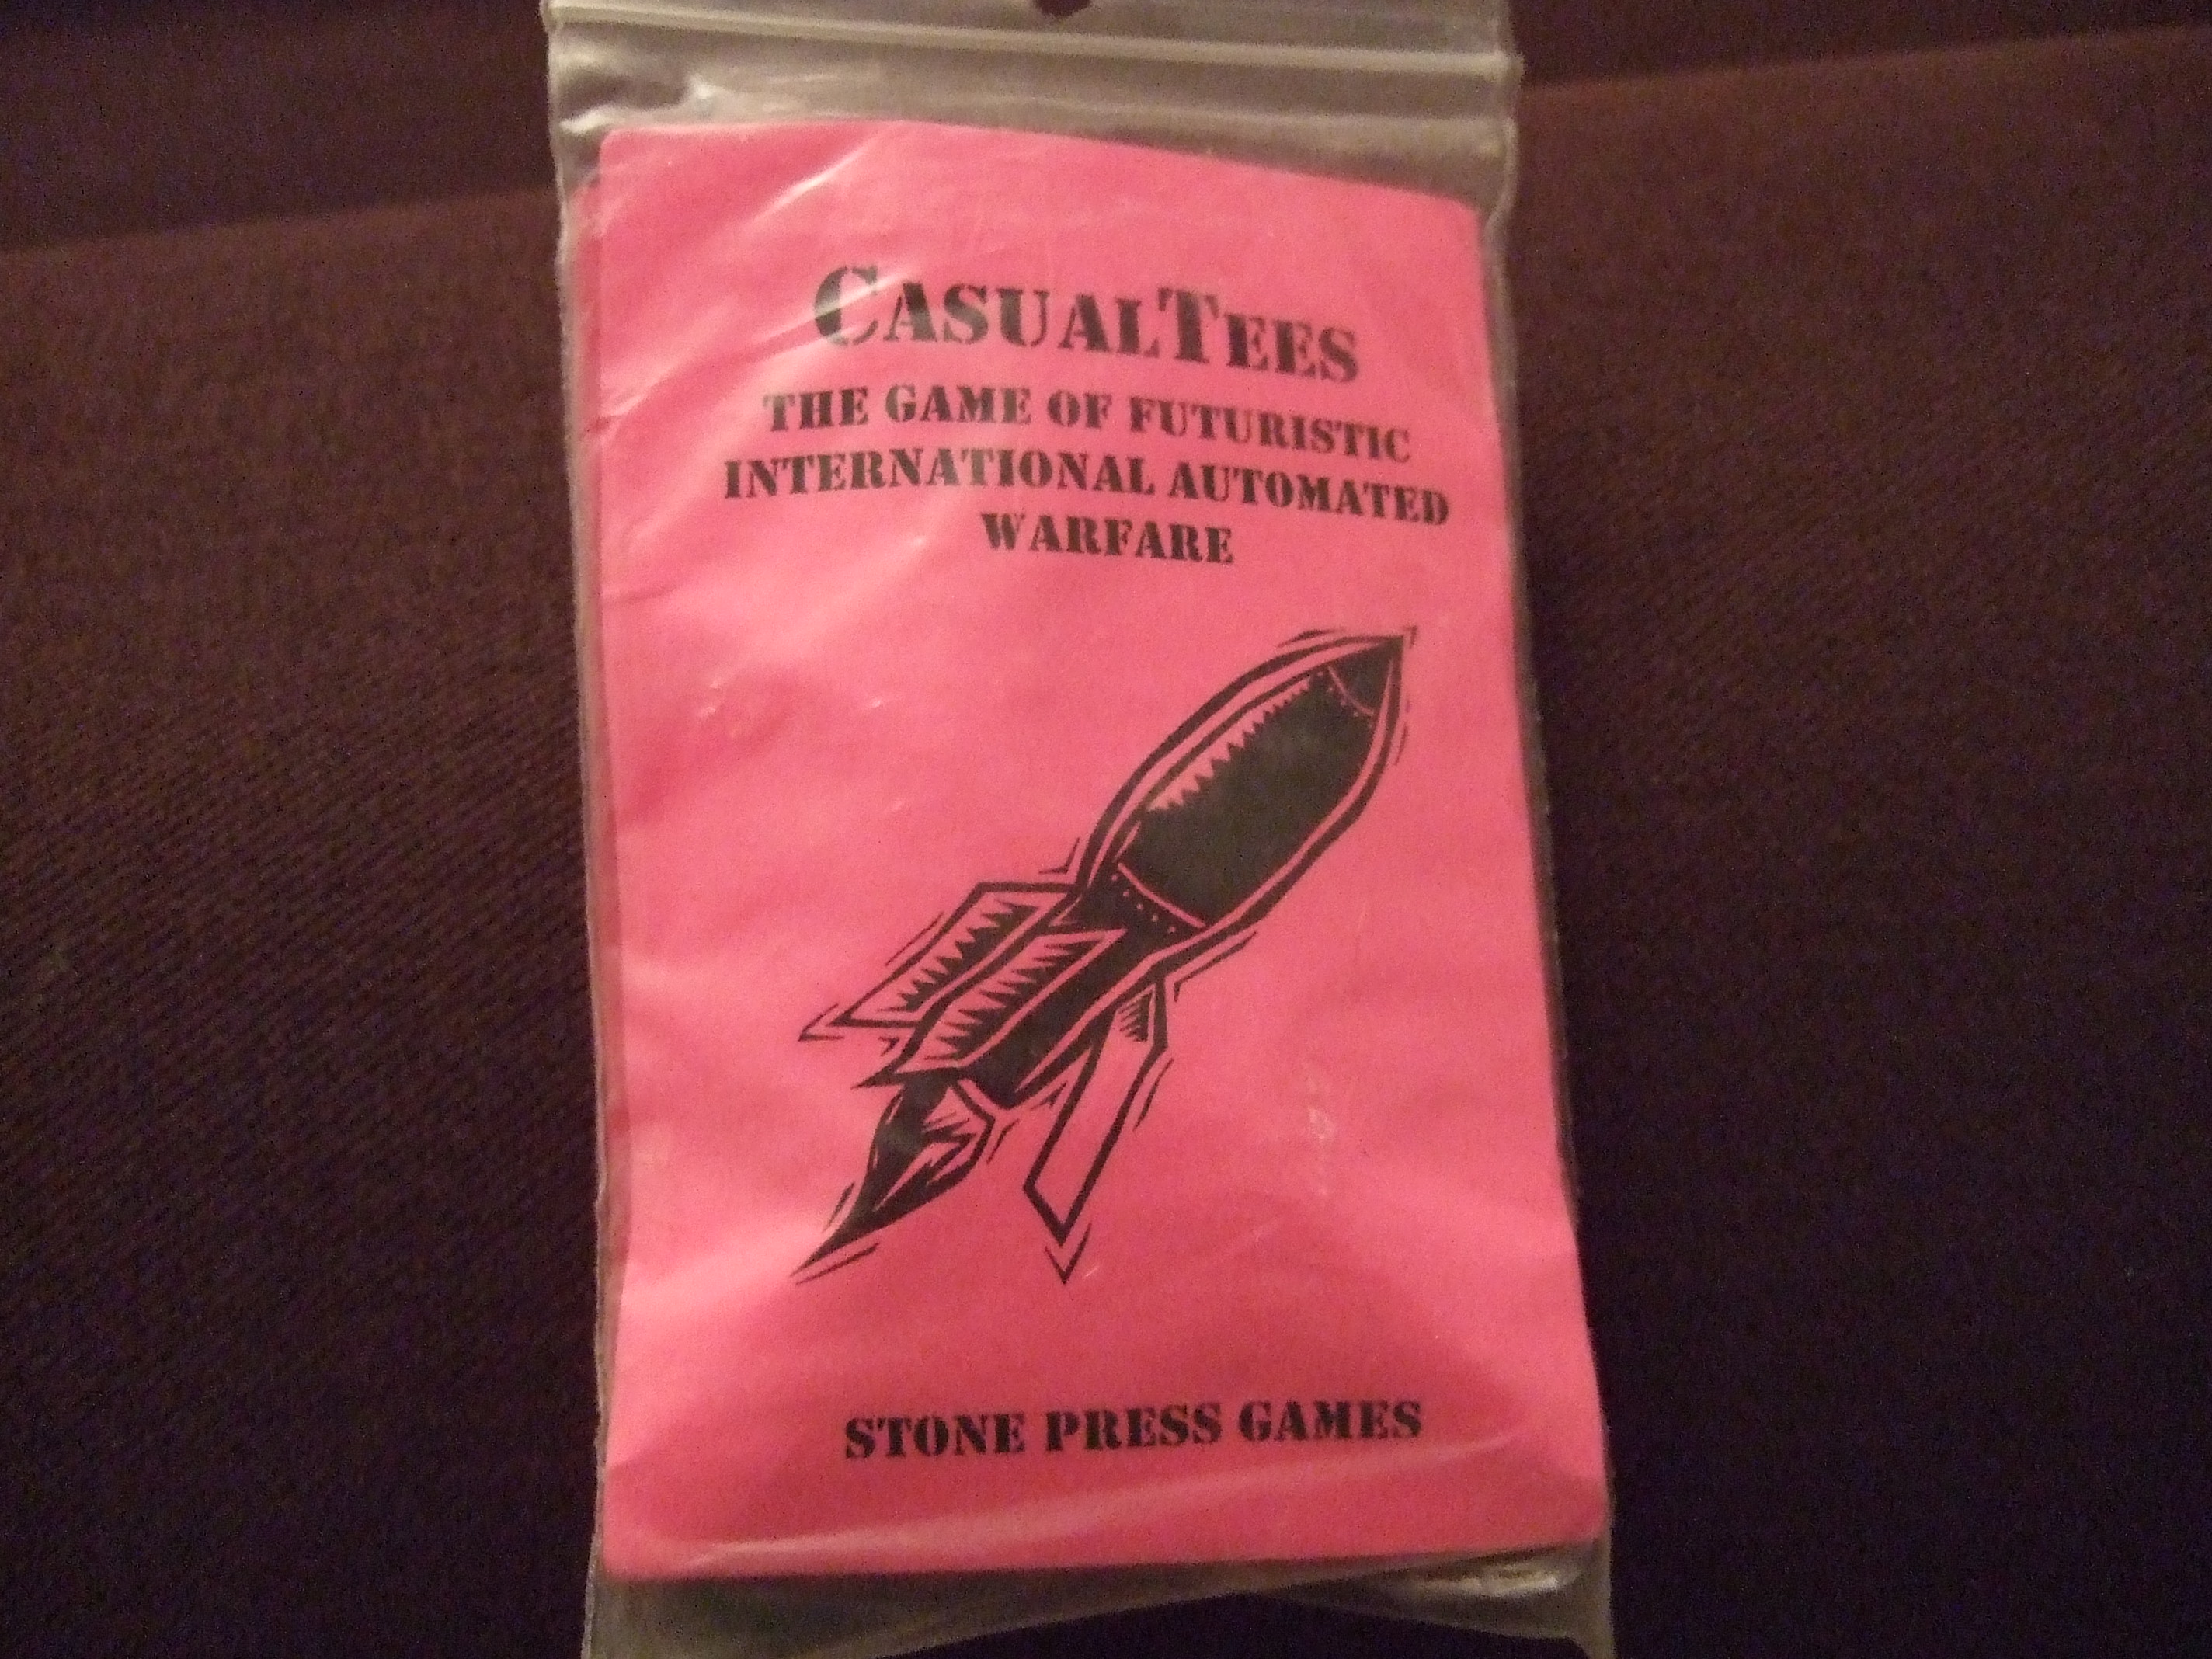 CASUALTEES
THE GAME OF FUTURISTIC
INTERNATIONAL AUTOMATED
WARFARE
STONE PRESS GAMES